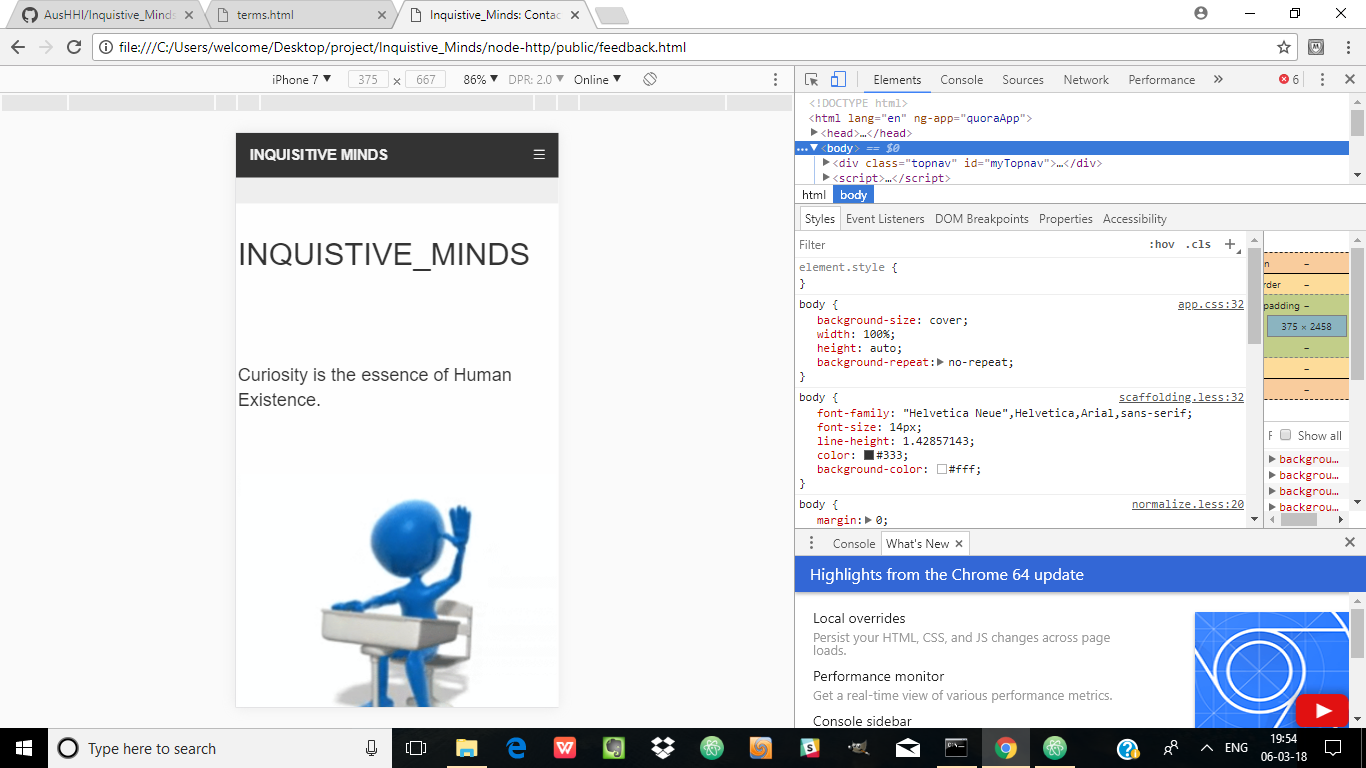 AusHHI/Inquistive_Minds
terms.html
Inquistive_Minds: Contac
file:///C:/Users/welcome/Desktop/project/Inquistive_Minds/node-http/public/feedback.html
iPhone 7 ▼ 375 × 667 86% ▼ DPR: 2.0 ▼ Online ▼
Elements Console Sources Network Performance » 6
<!DOCTYPE html>
<html lang="en" ng-app="quoraApp">
<head>…</head>
<body> == $0
<div class="topnav" id="myTopnav">…</div>
<script>…</script>
html body
INQUISITIVE MINDS ☰
INQUISTIVE_MINDS
Curiosity is the essence of Human
Existence.
Styles Event Listeners DOM Breakpoints Properties Accessibility
Filter :hov .cls +
element.style {
}
body { app.css:32
background-size: cover;
width: 100%;
height: auto;
background-repeat: no-repeat;
}
body { scaffolding.less:32
font-family: "Helvetica Neue",Helvetica,Arial,sans-serif;
font-size: 14px;
line-height: 1.42857143;
color: #333;
background-color: #fff;
}
body { normalize.less:20
margin: 0;
n –
rder –
padding –
375 × 2458
–
–
–
Show all
backgrou…
backgrou…
backgrou…
backgrou…
Console What's New ×
Highlights from the Chrome 64 update
Local overrides
Persist your HTML, CSS, and JS changes across page
loads.
Performance monitor
Get a real-time view of various performance metrics.
Console sidebar
Type here to search
ENG
19:54
06-03-18